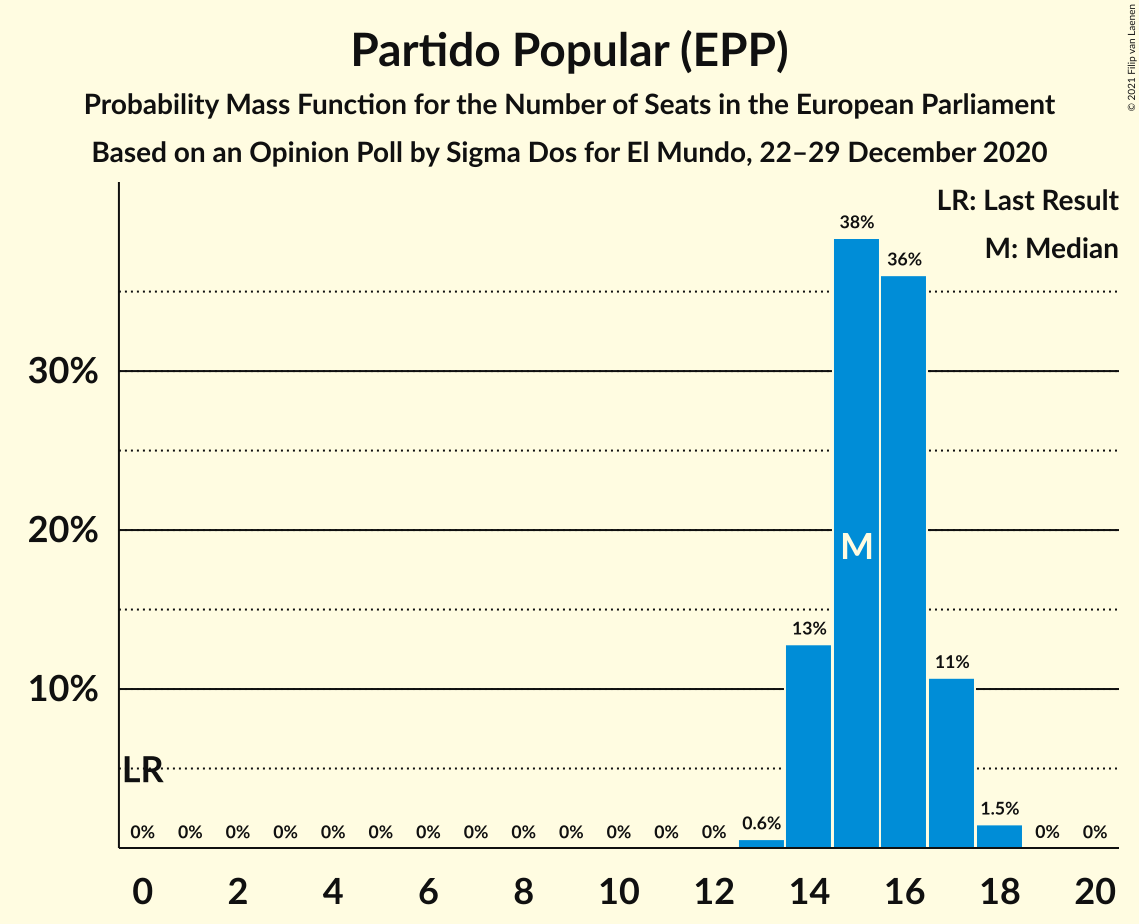 Partido Popular (EPP)
Probability Mass Function for the Number of Seats in the European Parliament
Based on an Opinion Poll by Sigma Dos for El Mundo, 22–29 December 2020
© 2021 Filip van Laenen
LR: Last Result
M: Median
38%
36%
30%
20%
M
13%
11%
10%
LR
0% 0% 0% 0% 0% 0% 0% 0% 0% 0% 0% 0% 0% 0.6% 1.5% 0% 0%
0 2 4 6 8 10 12 14 16 18 20